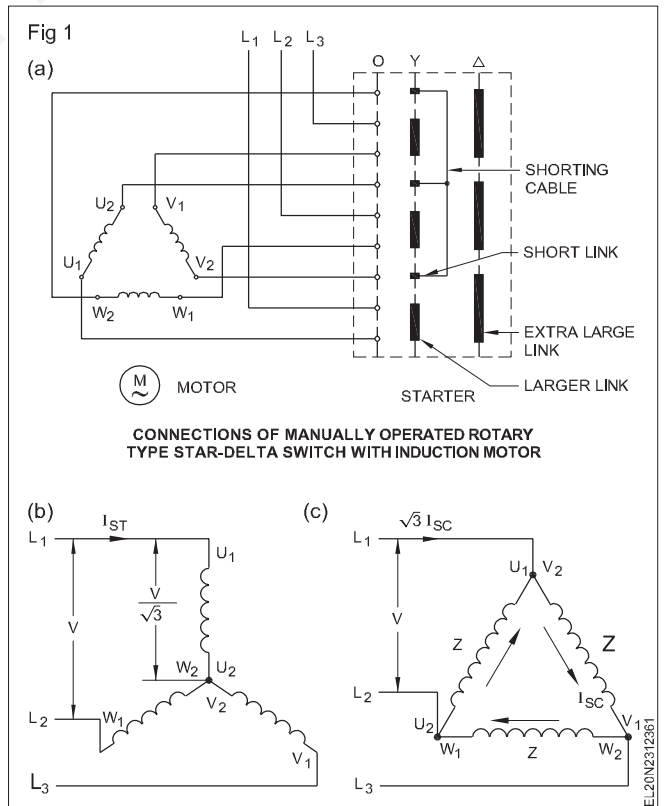 Fig 1
(a)
L1 L2 L3
O Y Δ
U2 V1
U1 V2
W2 W1
SHORTING
CABLE
SHORT LINK
EXTRA LARGE
LINK
LARGER LINK
M
~
MOTOR
STARTER
CONNECTIONS OF MANUALLY OPERATED ROTARY
TYPE STAR-DELTA SWITCH WITH INDUCTION MOTOR
(b)
IST
L1
U1
V
V
√3
W2 U2
V2
L2
W1
V1
L3
(c)
√3 ISC
L1
U1 V2
V
Z Z
ISC
L2
U2
V1
W1 Z W2
L3
EL20N2312361